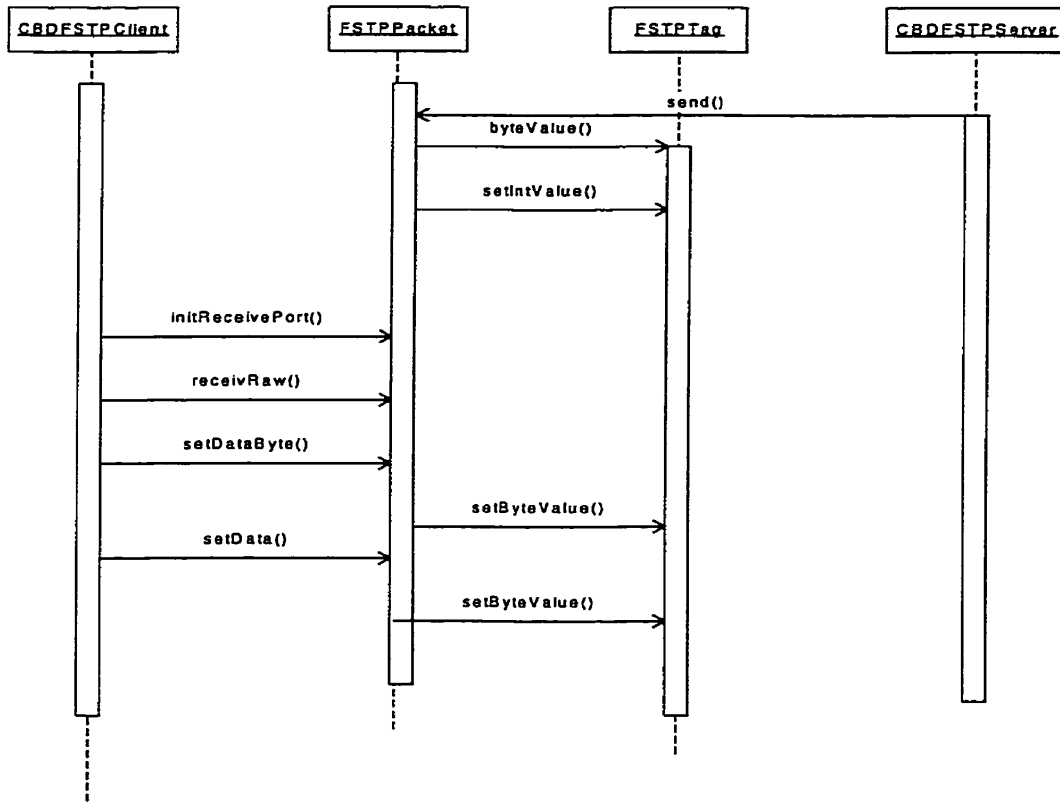 CBDFSTPClient
FSTPPacket
FSTPTag
CBDFSTPServer
send()
byteValue()
setIntValue()
initReceivePort()
receivRaw()
setDataByte()
setByteValue()
setData()
setByteValue()